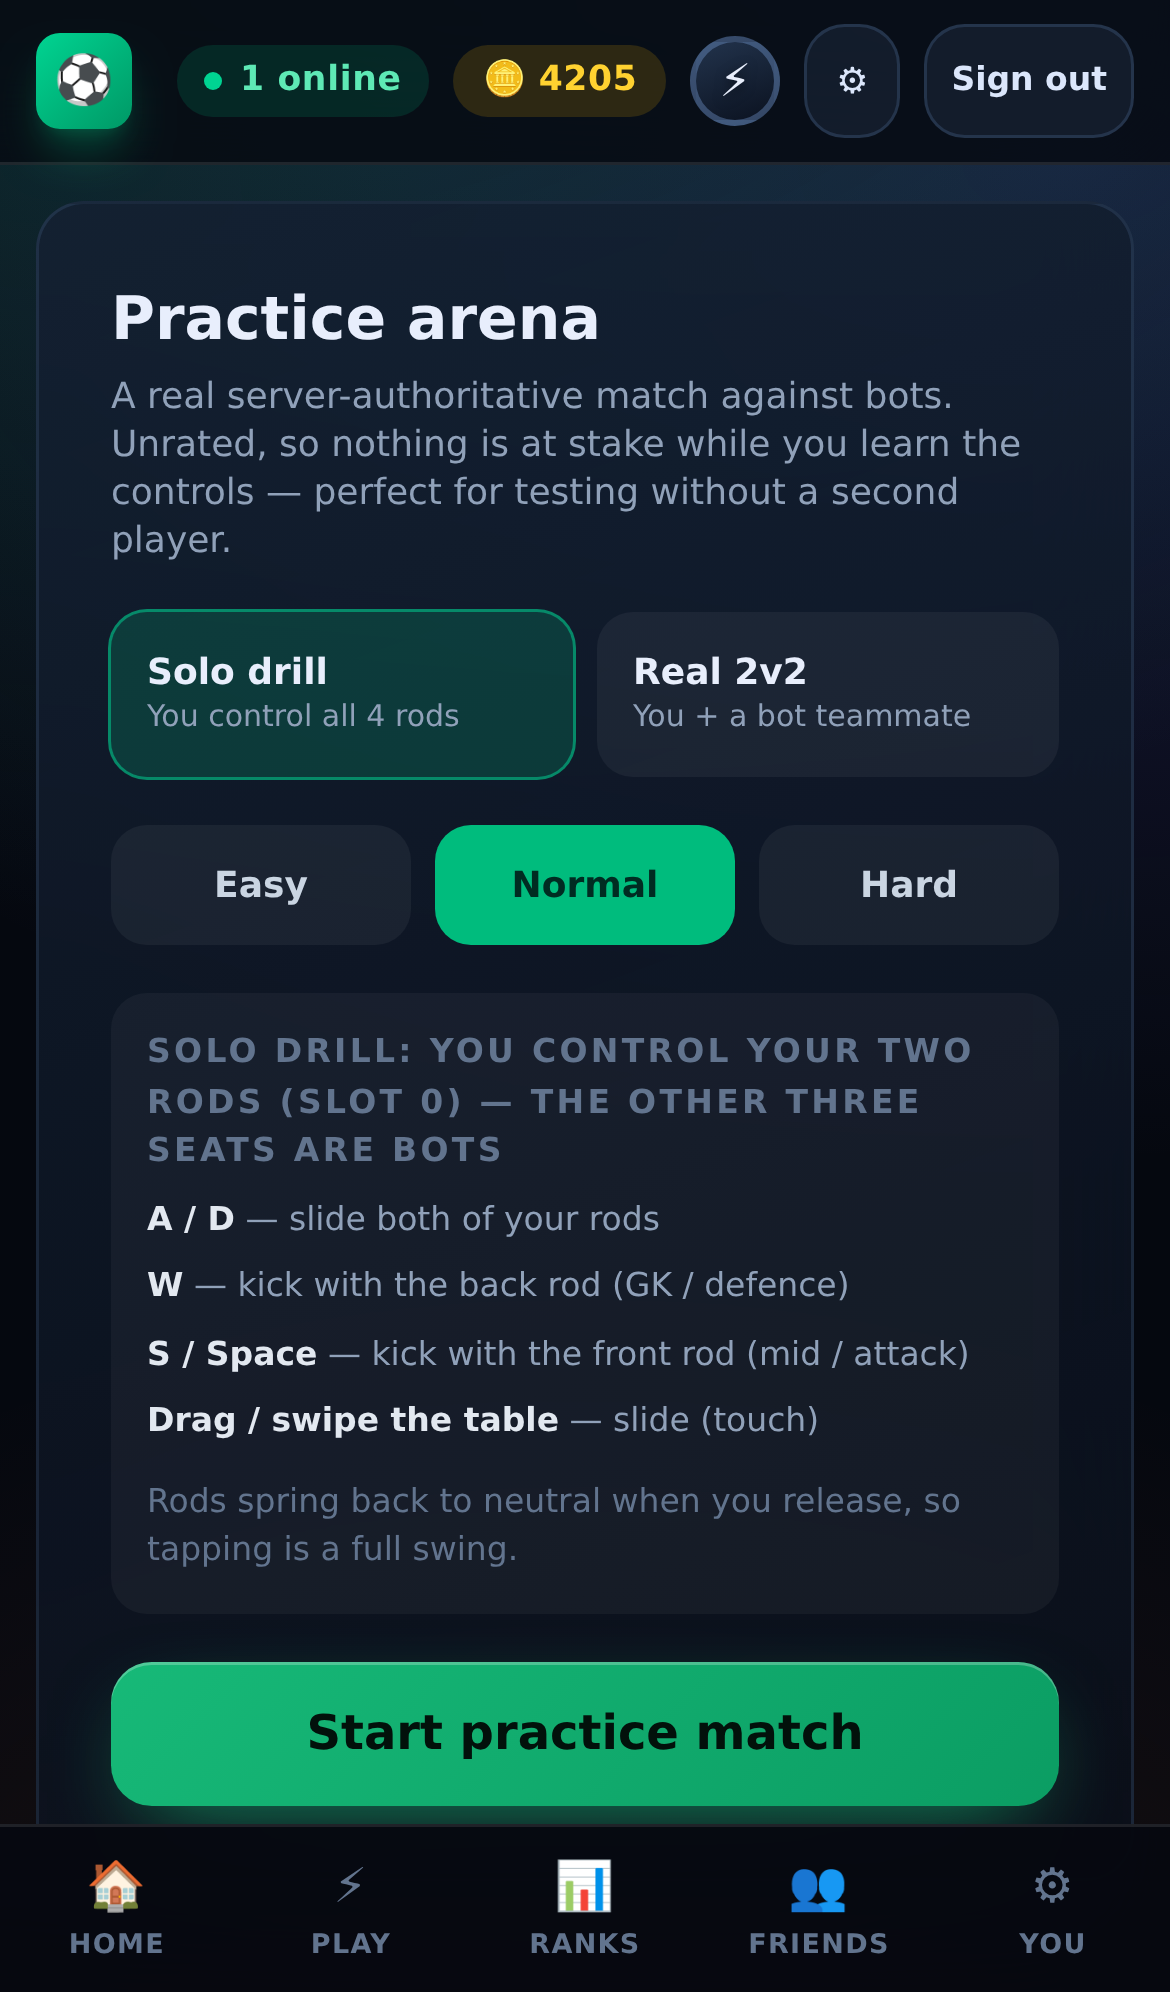 1 online
4205
Sign out
Practice arena
A real server-authoritative match against bots.
Unrated, so nothing is at stake while you learn the
controls — perfect for testing without a second
player.
Solo drill
You control all 4 rods
Real 2v2
You + a bot teammate
Easy
Normal
Hard
SOLO DRILL: YOU CONTROL YOUR TWO
RODS (SLOT 0) — THE OTHER THREE
SEATS ARE BOTS
A / D — slide both of your rods
W — kick with the back rod (GK / defence)
S / Space — kick with the front rod (mid / attack)
Drag / swipe the table — slide (touch)
Rods spring back to neutral when you release, so
tapping is a full swing.
Start practice match
HOME
PLAY
RANKS
FRIENDS
YOU